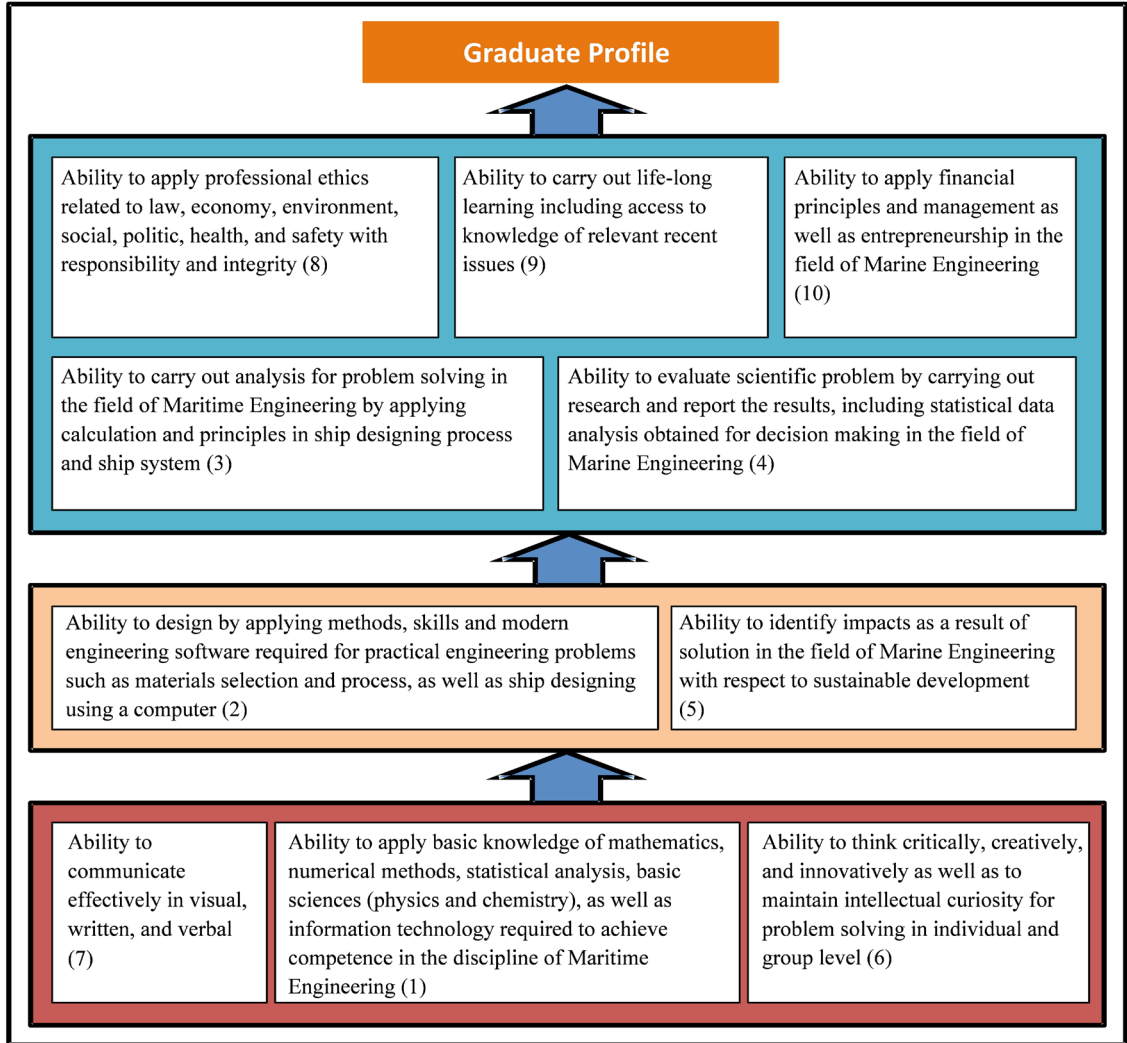 Graduate Profile
Ability to apply professional ethics
related to law, economy, environment,
social, politic, health, and safety with
responsibility and integrity (8)
Ability to carry out life-long
learning including access to
knowledge of relevant recent
issues (9)
Ability to apply financial
principles and management as
well as entrepreneurship in the
field of Marine Engineering
(10)
Ability to carry out analysis for problem solving in
the field of Maritime Engineering by applying
calculation and principles in ship designing process
and ship system (3)
Ability to evaluate scientific problem by carrying out
research and report the results, including statistical data
analysis obtained for decision making in the field of
Marine Engineering (4)
Ability to design by applying methods, skills and modern
engineering software required for practical engineering problems
such as materials selection and process, as well as ship designing
using a computer (2)
Ability to identify impacts as a result of
solution in the field of Marine Engineering
with respect to sustainable development
(5)
Ability to
communicate
effectively in visual,
written, and verbal
(7)
Ability to apply basic knowledge of mathematics,
numerical methods, statistical analysis, basic
sciences (physics and chemistry), as well as
information technology required to achieve
competence in the discipline of Maritime
Engineering (1)
Ability to think critically, creatively,
and innovatively as well as to
maintain intellectual curiosity for
problem solving in individual and
group level (6)